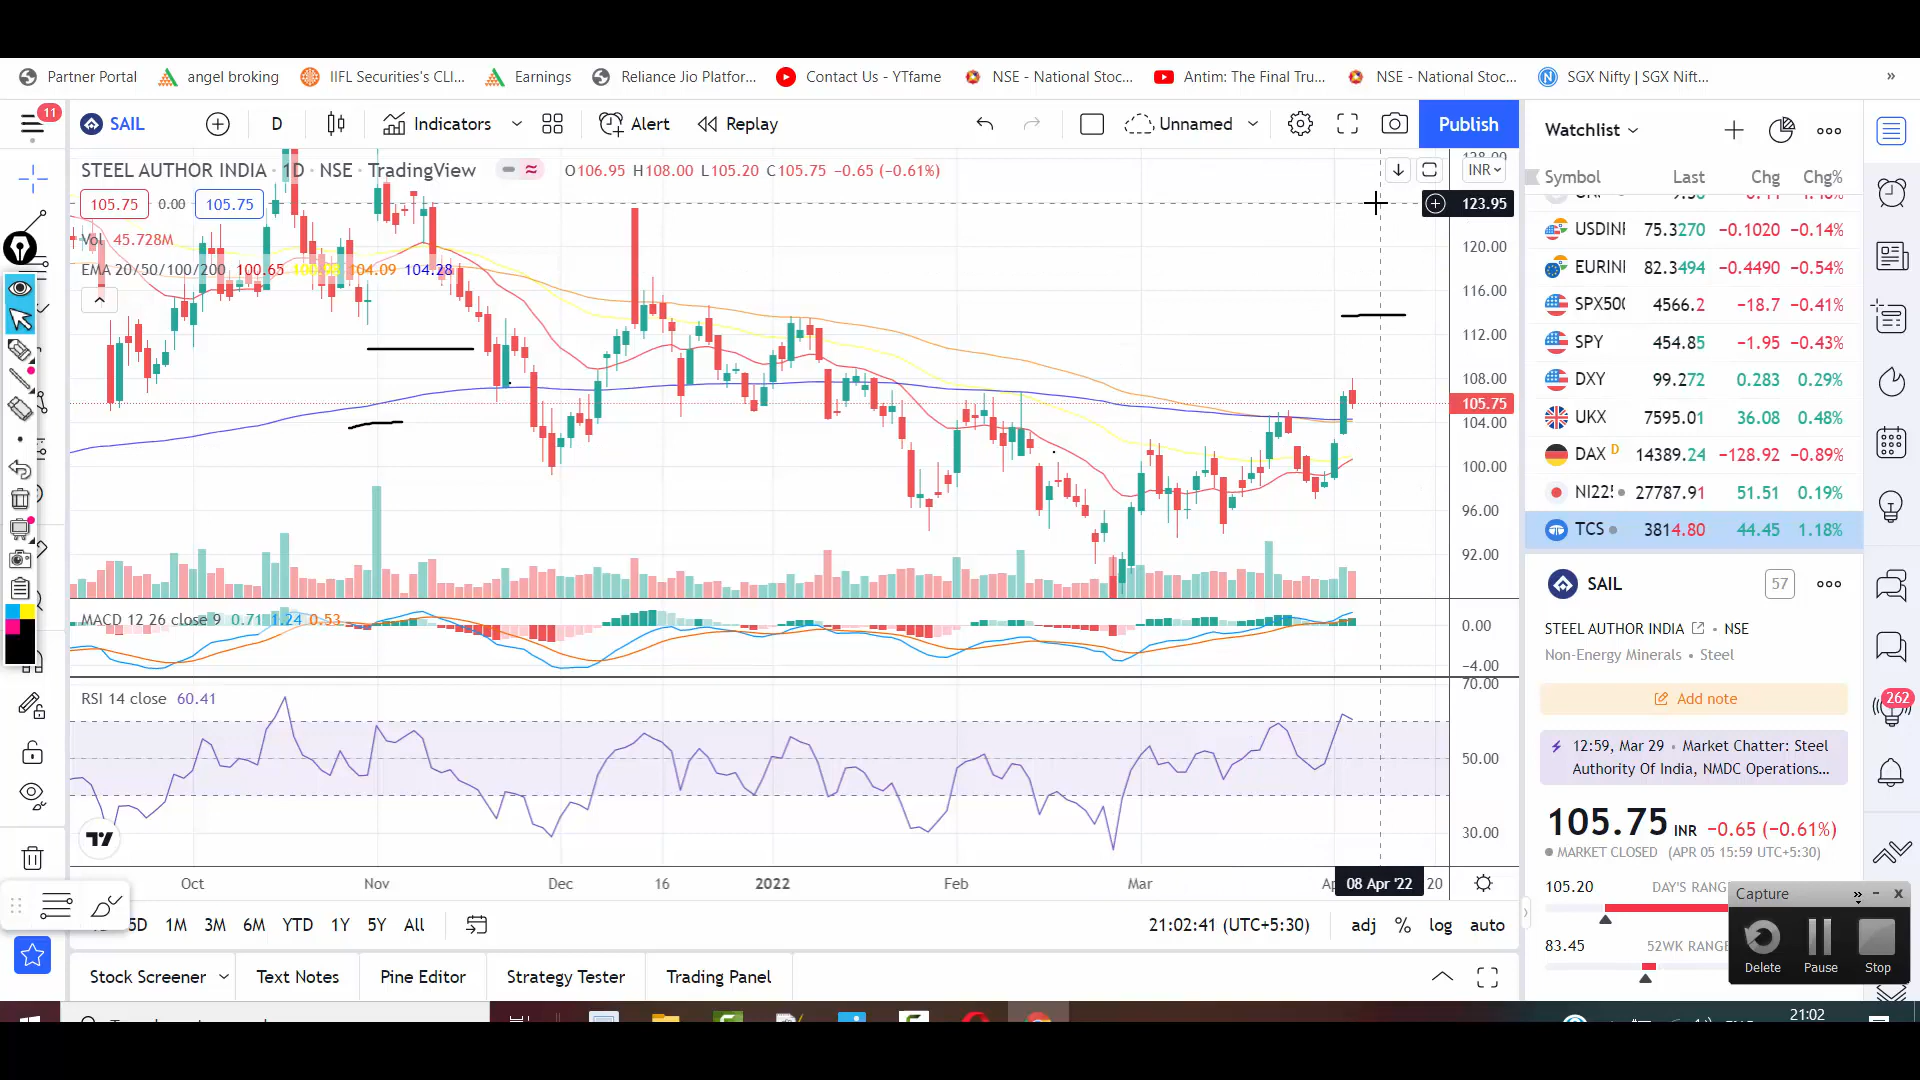 Partner Portal angel broking IIFL Securities's CLI... Earnings Reliance Jio Platfor... Contact Us - YTfame NSE - National Stoc... Antim: The Final Tru... NSE - National Stoc... SGX Nifty | SGX Nift... »
11 SAIL D Indicators Alert Replay Unnamed Publish
STEEL AUTHOR INDIA · 1D · NSE · TradingView O106.95 H108.00 L105.20 C105.75 −0.65 (−0.61%) INR
105.75 0.00 105.75
Vol 45.728M
EMA 20/50/100/200 100.65 104.09 104.28
128.00
123.95
120.00
116.00
112.00
108.00
105.75
104.00
100.00
96.00
92.00
MACD 12 26 close 9 0.71 1.24 0.53
0.00
−4.00
RSI 14 close 60.41
70.00
50.00
30.00
Oct Nov Dec 16 2022 Feb Mar 08 Apr '22 20
5D 1M 3M 6M YTD 1Y 5Y All 21:02:41 (UTC+5:30) adj % log auto
Stock Screener Text Notes Pine Editor Strategy Tester Trading Panel
Watchlist
Symbol Last Chg Chg%
USDINR 75.3270 −0.1020 −0.14%
EURINR 82.3494 −0.4490 −0.54%
SPX500 4566.2 −18.7 −0.41%
SPY 454.85 −1.95 −0.43%
DXY 99.272 0.283 0.29%
UKX 7595.01 36.08 0.48%
DAX D 14389.24 −128.92 −0.89%
NI225 27787.91 51.51 0.19%
TCS 3814.80 44.45 1.18%
SAIL 57
STEEL AUTHOR INDIA · NSE
Non-Energy Minerals · Steel
Add note
262
12:59, Mar 29 · Market Chatter: Steel
Authority Of India, NMDC Operations...
105.75 INR −0.65 (−0.61%)
MARKET CLOSED (APR 05 15:59 UTC+5:30)
105.20 DAY'S RANG
83.45 52WK RANG
Capture » − x
Delete Pause Stop
21:02